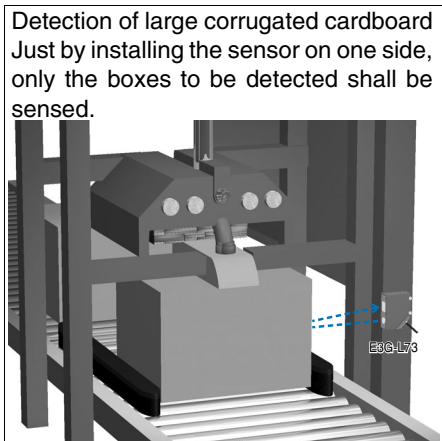 Detection of large corrugated cardboard
Just by installing the sensor on one side,
only the boxes to be detected shall be
sensed.
E3G-L73